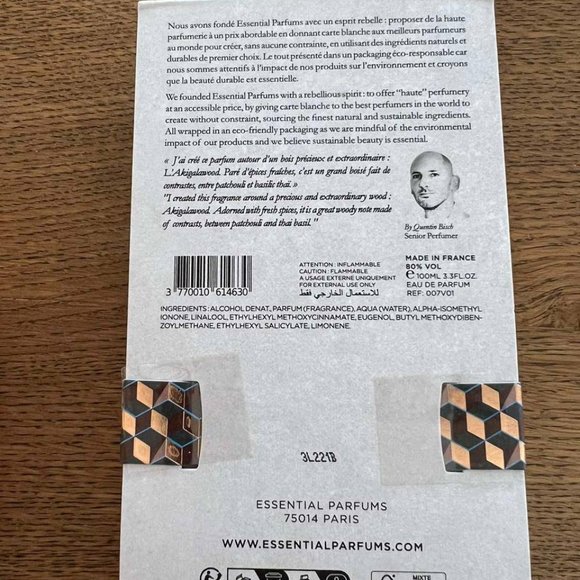 Nous avons fondé Essential Parfums avec un esprit rebelle : proposer de la haute
parfumerie à un prix abordable en donnant carte blanche aux meilleurs parfumeurs
au monde pour créer, sans aucune contrainte, en utilisant des ingrédients naturels et
durables de premier choix. Le tout présenté dans un packaging éco-responsable car
nous sommes attentifs à l'impact de nos produits sur l'environnement et croyons
que la beauté durable est essentielle.
We founded Essential Parfums with a rebellious spirit : to offer "haute" perfumery
at an accessible price, by giving carte blanche to the best perfumers in the world to
create without constraint, sourcing the finest natural and sustainable ingredients.
All wrapped in an eco-friendly packaging as we are mindful of the environmental
impact of our products and we believe sustainable beauty is essential.
« J'ai créé ce parfum autour d'un bois précieux et extraordinaire :
L'Akigalawood. Paré d'épices fraîches, c'est un grand boisé fait de
contrastes, entre patchouli et basilic thaï. »
"I created this fragrance around a precious and extraordinary wood :
Akigalawood. Adorned with fresh spices, it is a great woody note made
of contrasts, between patchouli and thai basil."
By Quentin Bisch
Senior Perfumer
3 770010 614630
ATTENTION : INFLAMMABLE
CAUTION : FLAMMABLE
A USAGE EXTERNE UNIQUEMENT
FOR EXTERNAL USE ONLY
للاستعمال الخارجي فقط
MADE IN FRANCE
80% VOL
e 100ML 3.3FL.OZ.
EAU DE PARFUM
REF: 007V01
INGREDIENTS : ALCOHOL DENAT, PARFUM (FRAGRANCE), AQUA (WATER), ALPHA-ISOMETHYL
IONONE, LINALOOL, ETHYLHEXYL METHOXYCINNAMATE, EUGENOL, BUTYL METHOXYDIBEN-
ZOYLMETHANE, ETHYLHEXYL SALICYLATE, LIMONENE.
3L221B
ESSENTIAL PARFUMS
75014 PARIS
WWW.ESSENTIALPARFUMS.COM
MIXTE